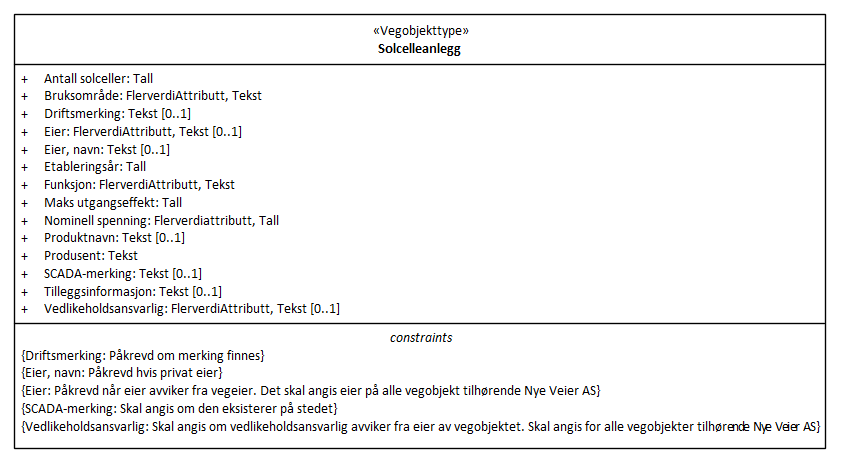 «Vegobjekttype»
Solcelleanlegg
+ Antall solceller: Tall
+ Bruksområde: FlerverdiAttributt, Tekst
+ Driftsmerking: Tekst [0..1]
+ Eier: FlerverdiAttributt, Tekst [0..1]
+ Eier, navn: Tekst [0..1]
+ Etableringsår: Tall
+ Funksjon: FlerverdiAttributt, Tekst
+ Maks utgangseffekt: Tall
+ Nominell spenning: Flerverdiattributt, Tall
+ Produktnavn: Tekst [0..1]
+ Produsent: Tekst
+ SCADA-merking: Tekst [0..1]
+ Tilleggsinformasjon: Tekst [0..1]
+ Vedlikeholdsansvarlig: FlerverdiAttributt, Tekst [0..1]
constraints
{Driftsmerking: Påkrevd om merking finnes}
{Eier, navn: Påkrevd hvis privat eier}
{Eier: Påkrevd når eier avviker fra vegeier. Det skal angis eier på alle vegobjekt tilhørende Nye Veier AS}
{SCADA-merking: Skal angis om den eksisterer på stedet}
{Vedlikeholdsansvarlig: Skal angis om vedlikeholdsansvarlig avviker fra eier av vegobjektet. Skal angis for alle vegobjekter tilhørende Nye Veier AS}